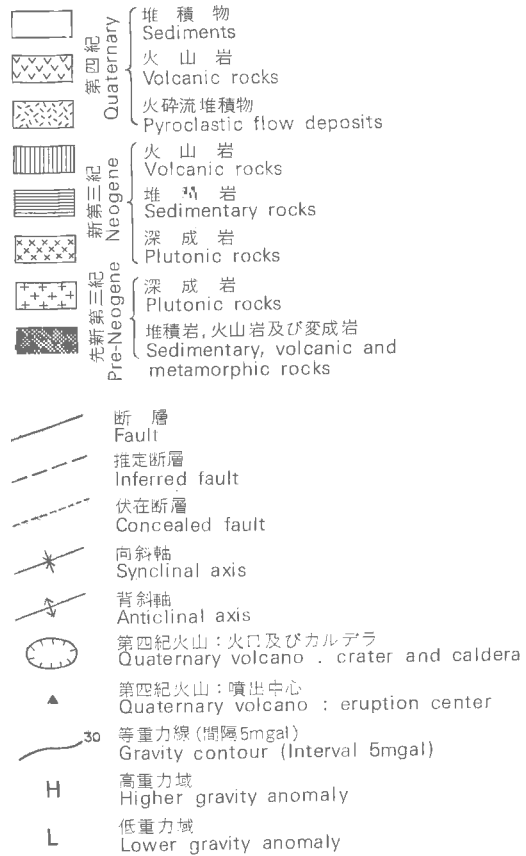 第四紀
Quaternary
堆積物
Sediments
火山岩
Volcanic rocks
火砕流堆積物
Pyroclastic flow deposits
新第三紀
Neogene
火山岩
Volcanic rocks
堆 岩
Sedimentary rocks
深成岩
Plutonic rocks
先新第三紀
Pre-Neogene
深成岩
Plutonic rocks
堆積岩,火山岩及び変成岩
Sedimentary, volcanic and
metamorphic rocks
断層
Fault
推定断層
Inferred fault
伏在断層
Concealed fault
向斜軸
Synclinal axis
背斜軸
Anticlinal axis
第四紀火山:火口及びカルデラ
Quaternary volcano . crater and caldera
第四紀火山:噴出中心
Quaternary volcano : eruption center
30
等重力線(間隔5mgal)
Gravity contour (Interval 5mgal)
H
高重力域
Higher gravity anomaly
L
低重力域
Lower gravity anomaly